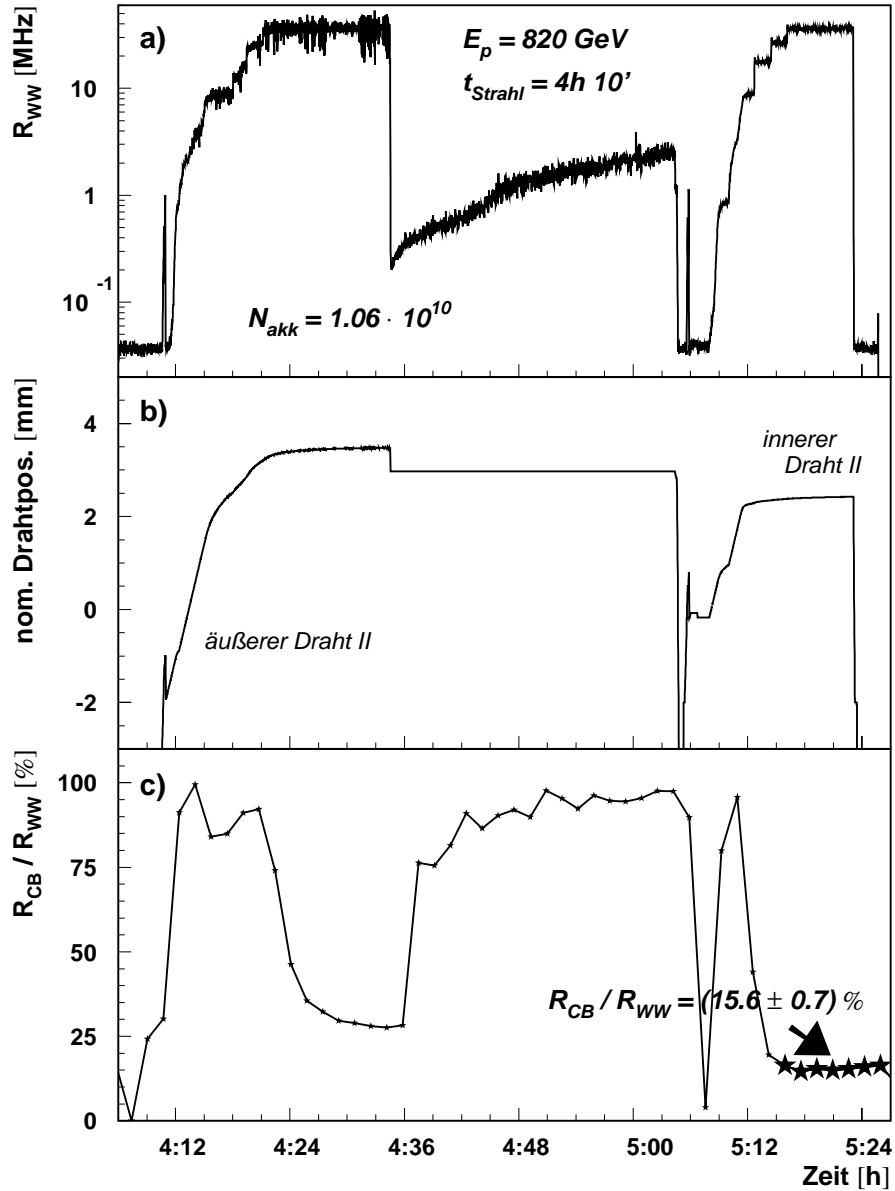 a)
E_p = 820 GeV
t_Strahl = 4h 10'
N_akk = 1.06 · 10^10
R_WW [MHz]
10
1
10^-1
b)
innerer
Draht II
äußerer Draht II
nom. Drahtpos. [mm]
4
2
0
-2
c)
R_CB / R_WW = (15.6 ± 0.7) %
R_CB / R_WW [%]
100
75
50
25
0
4:12 4:24 4:36 4:48 5:00 5:12 5:24
Zeit [h]